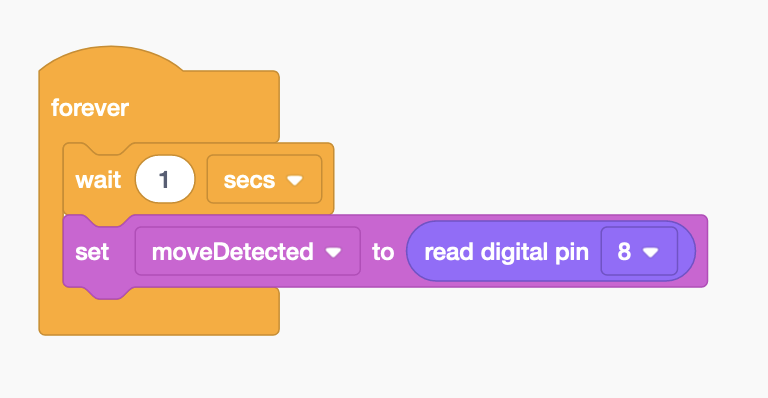 forever
wait 1 secs
set moveDetected to read digital pin 8